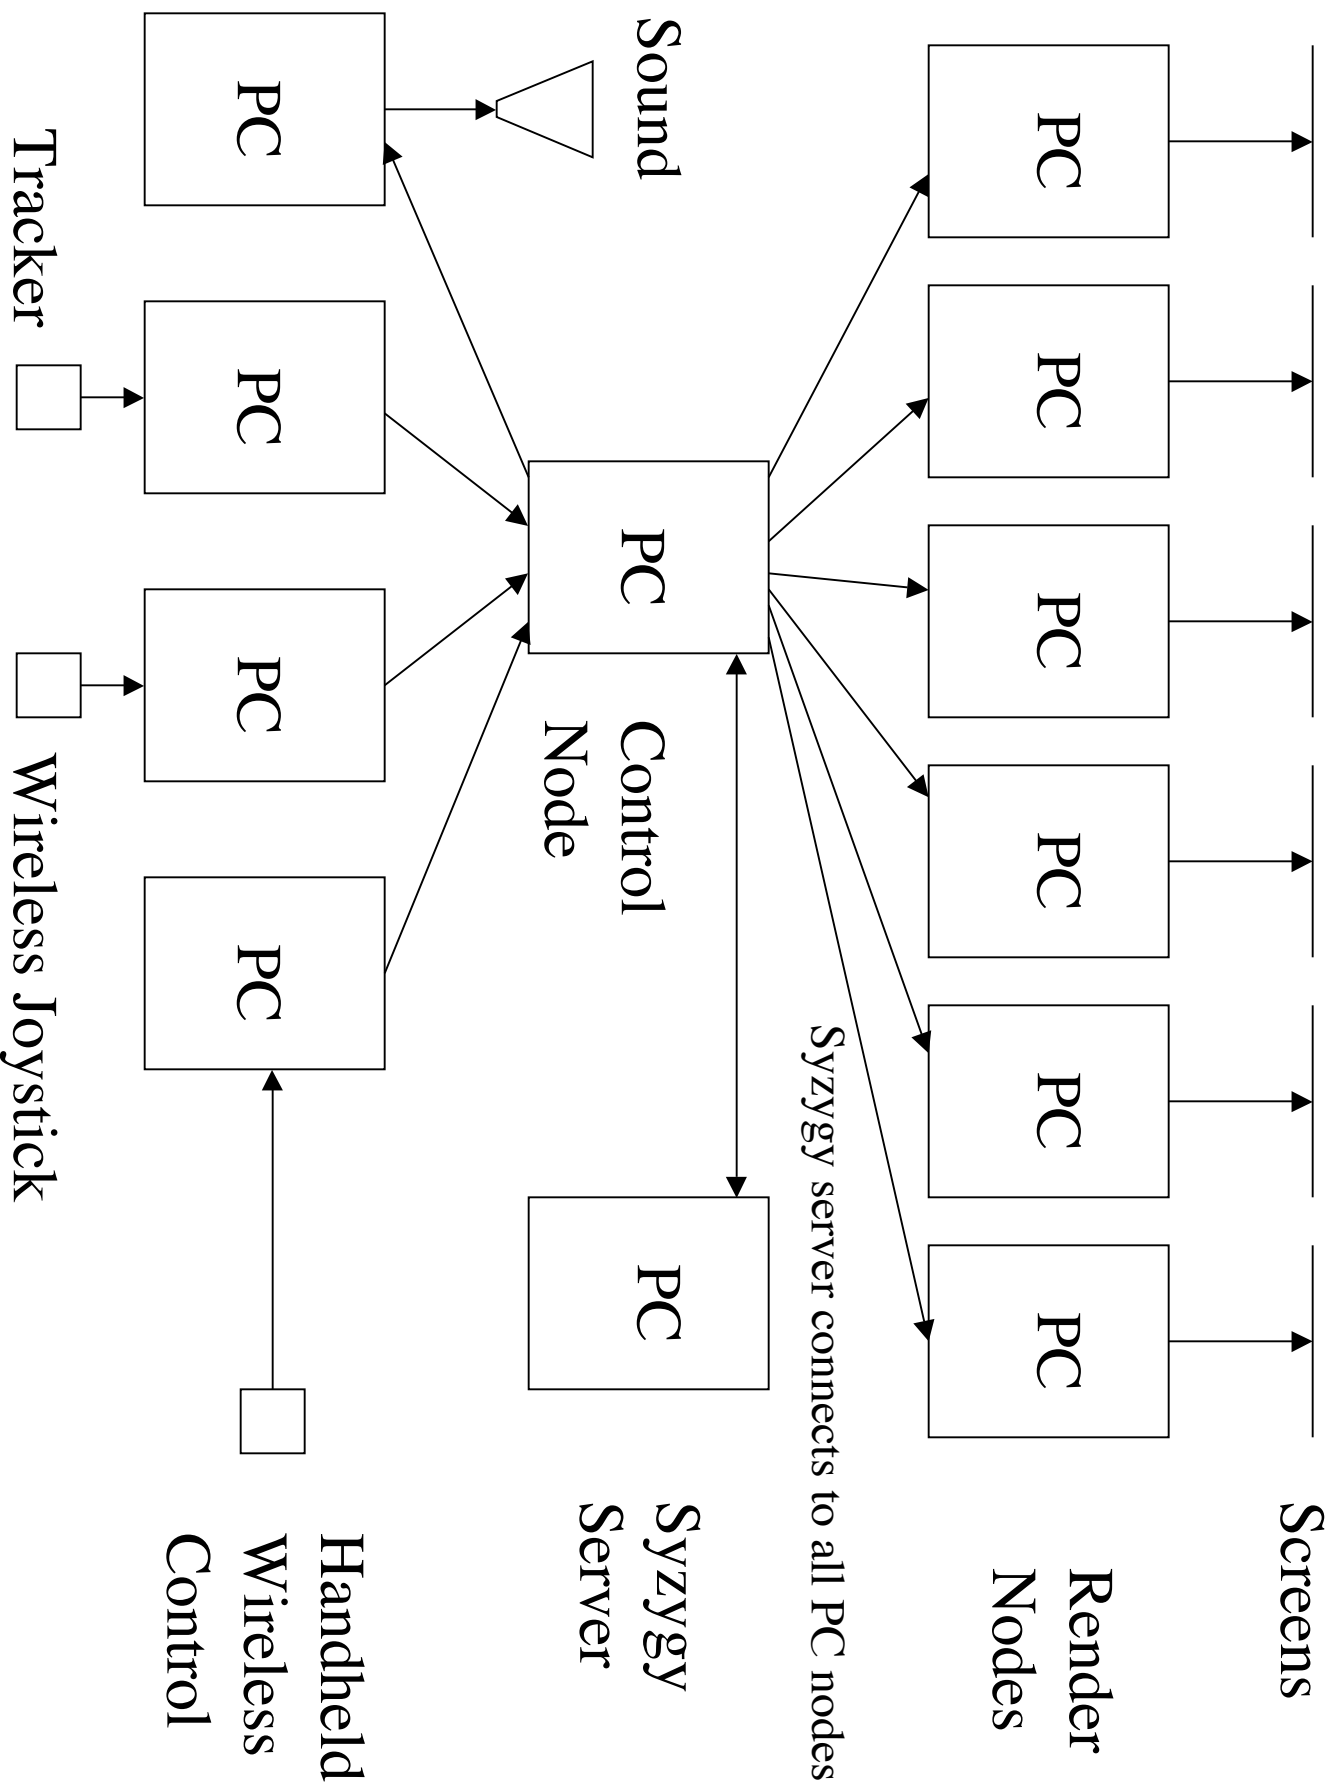 Screens
PC
PC
PC
PC
PC
PC
Render
Nodes
Syzygy server connects to all PC nodes
Sound
PC
Control
Node
PC
Syzygy
Server
PC
PC
PC
PC
Handheld
Wireless
Control
Tracker
Wireless Joystick